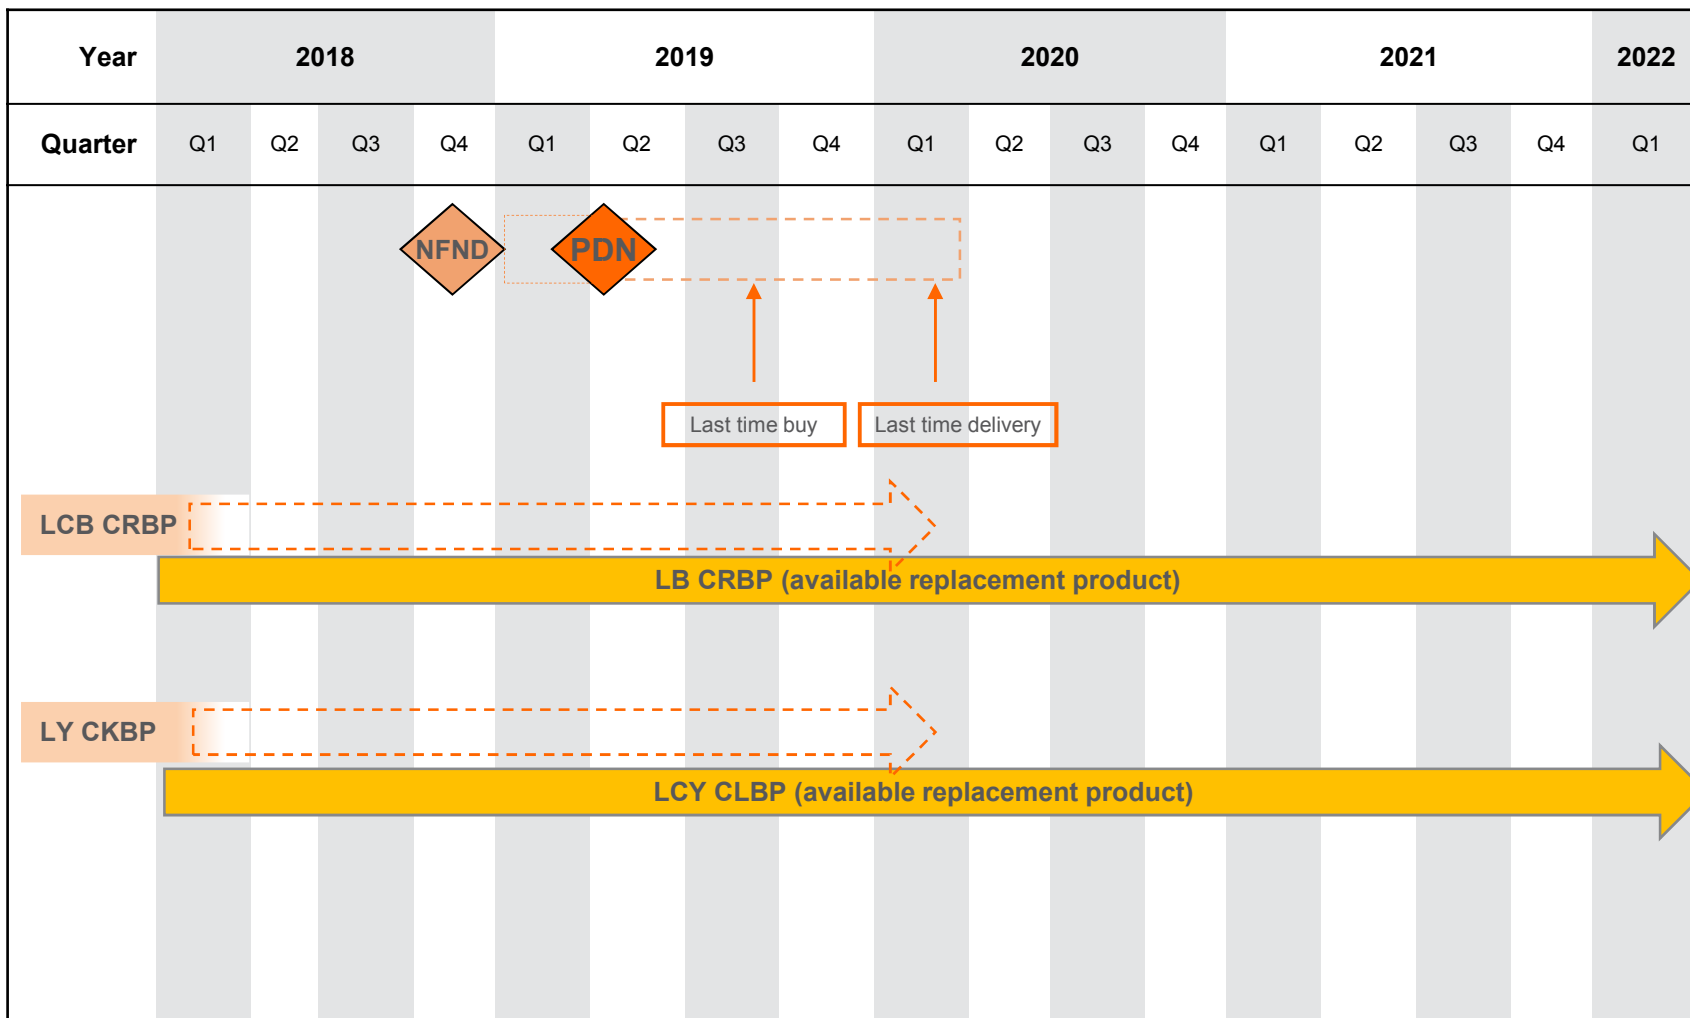 Year 2018 2019 2020 2021 2022
Quarter Q1 Q2 Q3 Q4 Q1 Q2 Q3 Q4 Q1 Q2 Q3 Q4 Q1 Q2 Q3 Q4 Q1
NFND PDN
Last time buy Last time delivery
LCB CRBP
LB CRBP (available replacement product)
LY CKBP
LCY CLBP (available replacement product)